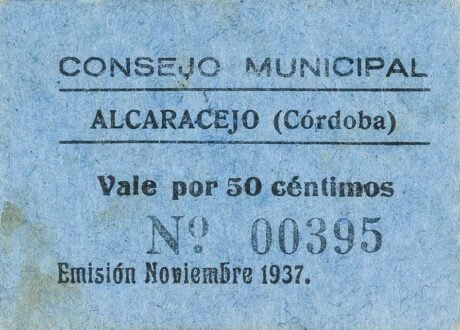 CONSEJO MUNICIPAL
ALCARACEJO (Córdoba)
Vale por 50 céntimos
Nº 00395
Emisión Noviembre 1937.